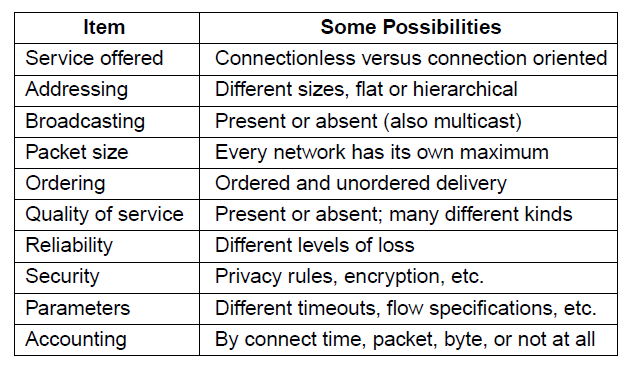 Item Some Possibilities
Service offered Connectionless versus connection oriented
Addressing Different sizes, flat or hierarchical
Broadcasting Present or absent (also multicast)
Packet size Every network has its own maximum
Ordering Ordered and unordered delivery
Quality of service Present or absent; many different kinds
Reliability Different levels of loss
Security Privacy rules, encryption, etc.
Parameters Different timeouts, flow specifications, etc.
Accounting By connect time, packet, byte, or not at all